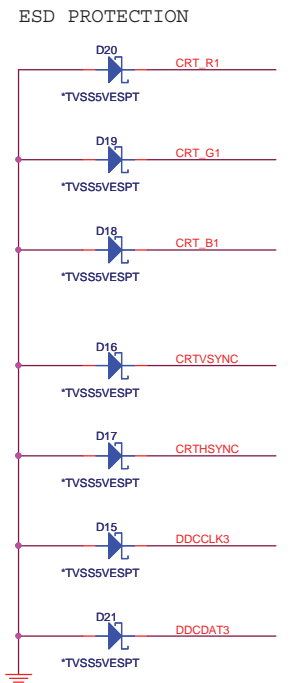 ESD PROTECTION
D20
CRT_R1
*TVSS5VESPT
D19
CRT_G1
*TVSS5VESPT
D18
CRT_B1
*TVSS5VESPT
D16
CRTVSYNC
*TVSS5VESPT
D17
CRTHSYNC
*TVSS5VESPT
D15
DDCCLK3
*TVSS5VESPT
D21
DDCDAT3
*TVSS5VESPT